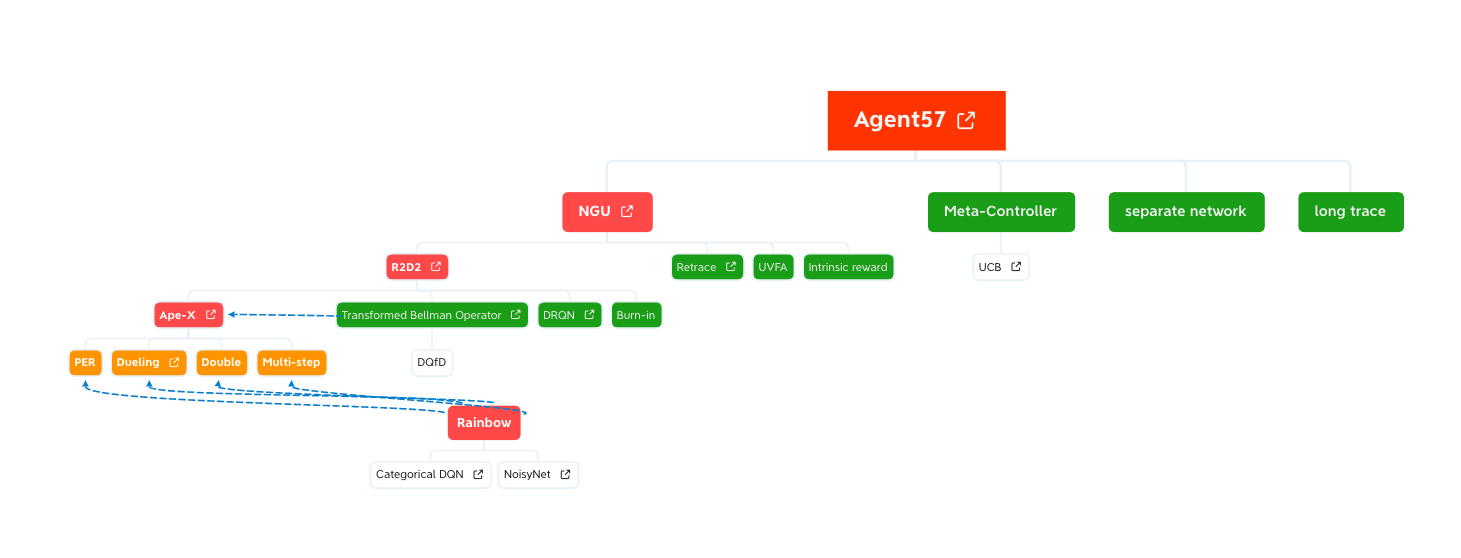 Agent57
NGU
Meta-Controller
separate network
long trace
R2D2
Retrace
UVFA
Intrinsic reward
UCB
Ape-X
Transformed Bellman Operator
DRQN
Burn-in
PER
Dueling
Double
Multi-step
DQfD
Rainbow
Categorical DQN
NoisyNet